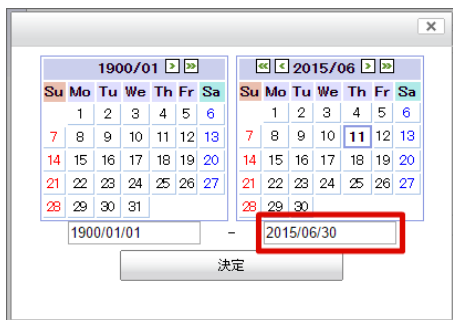 ×
1900/01 > >>
Su Mo Tu We Th Fr Sa
1 2 3 4 5 6
7 8 9 10 11 12 13
14 15 16 17 18 19 20
21 22 23 24 25 26 27
28 29 30 31
<< < 2015/06 > >>
Su Mo Tu We Th Fr Sa
1 2 3 4 5 6
7 8 9 10 11 12 13
14 15 16 17 18 19 20
21 22 23 24 25 26 27
28 29 30
1900/01/01 – 2015/06/30
決定